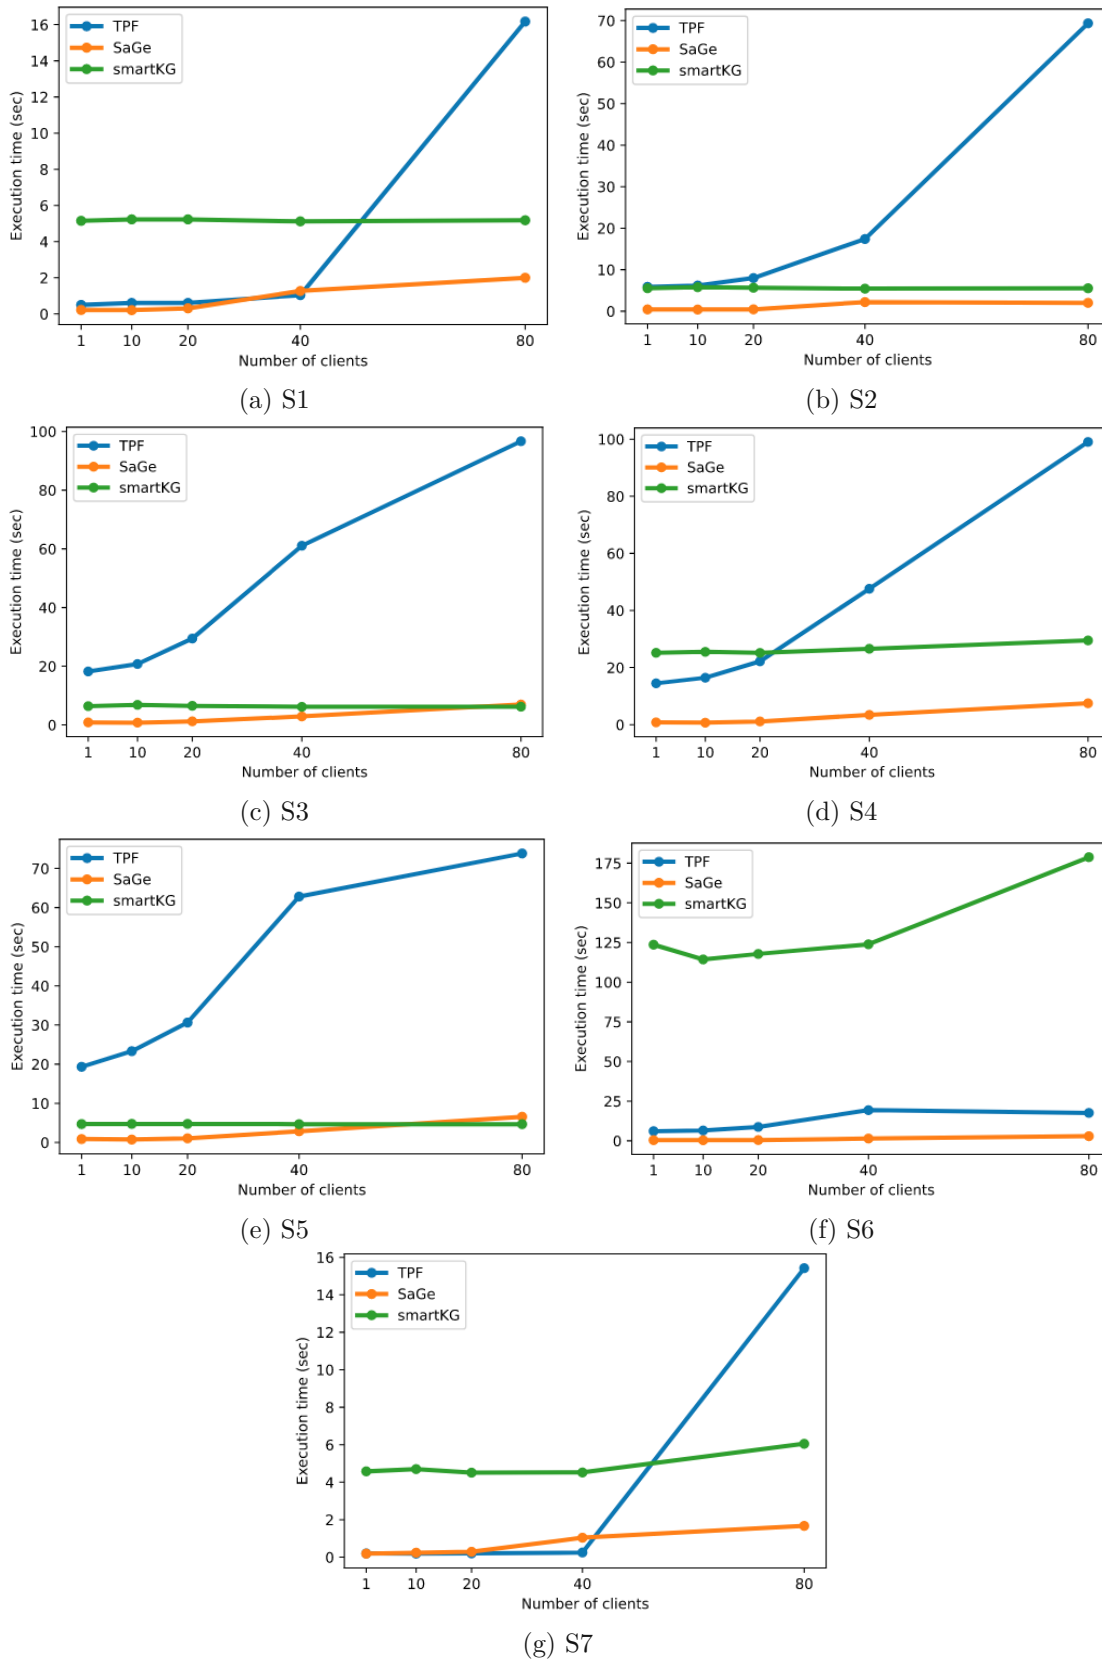 TPF
SaGe
smartKG
Execution time (sec)
16
14
12
10
8
6
4
2
0
1 10 20 40 80
Number of clients
(a) S1
TPF
SaGe
smartKG
Execution time (sec)
70
60
50
40
30
20
10
0
1 10 20 40 80
Number of clients
(b) S2
TPF
SaGe
smartKG
Execution time (sec)
100
80
60
40
20
0
1 10 20 40 80
Number of clients
(c) S3
TPF
SaGe
smartKG
Execution time (sec)
100
80
60
40
20
0
1 10 20 40 80
Number of clients
(d) S4
TPF
SaGe
smartKG
Execution time (sec)
70
60
50
40
30
20
10
0
1 10 20 40 80
Number of clients
(e) S5
TPF
SaGe
smartKG
Execution time (sec)
175
150
125
100
75
50
25
0
1 10 20 40 80
Number of clients
(f) S6
TPF
SaGe
smartKG
Execution time (sec)
16
14
12
10
8
6
4
2
0
1 10 20 40 80
Number of clients
(g) S7